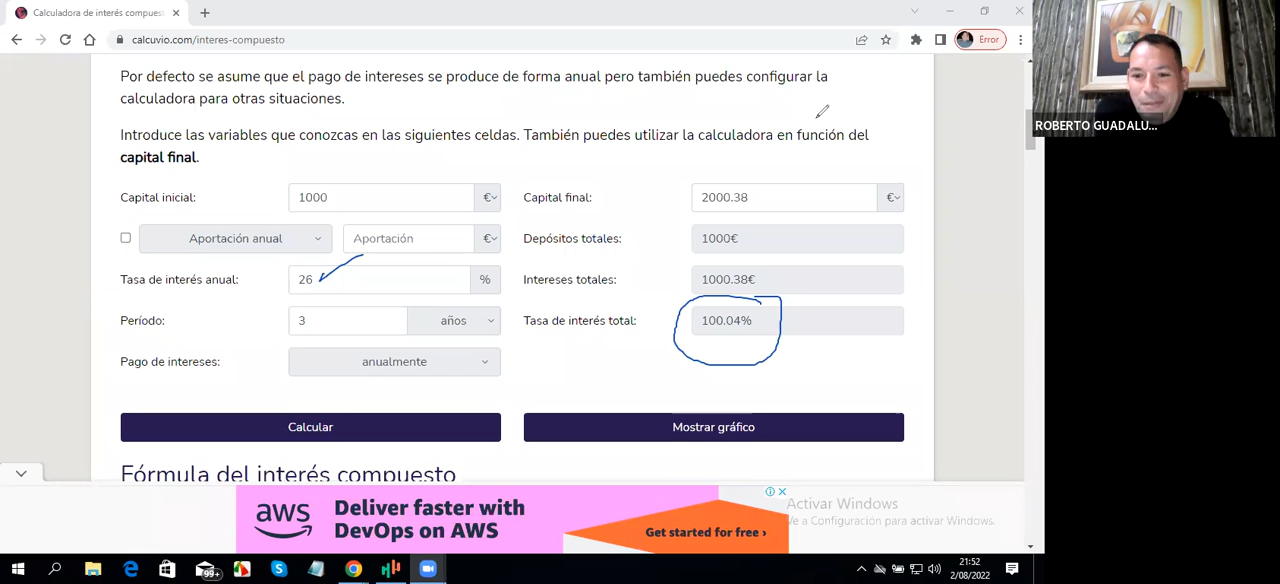 Calculadora de interés compuesto
calcuvio.com/interes-compuesto
Error
Por defecto se asume que el pago de intereses se produce de forma anual pero también puedes configurar la
calculadora para otras situaciones.
ROBERTO GUADALU...
Introduce las variables que conozcas en las siguientes celdas. También puedes utilizar la calculadora en función del
capital final.
Capital inicial: 1000 € Capital final: 2000.38 €
Aportación anual Aportación € Depósitos totales: 1000€
Tasa de interés anual: 26 % Intereses totales: 1000.38€
Período: 3 años Tasa de interés total: 100.04%
Pago de intereses: anualmente
Calcular Mostrar gráfico
Fórmula del interés compuesto
aws Deliver faster with
DevOps on AWS
Get started for free ›
Activar Windows
Ve a Configuración para activar Windows.
99+
21:52
2/08/2022